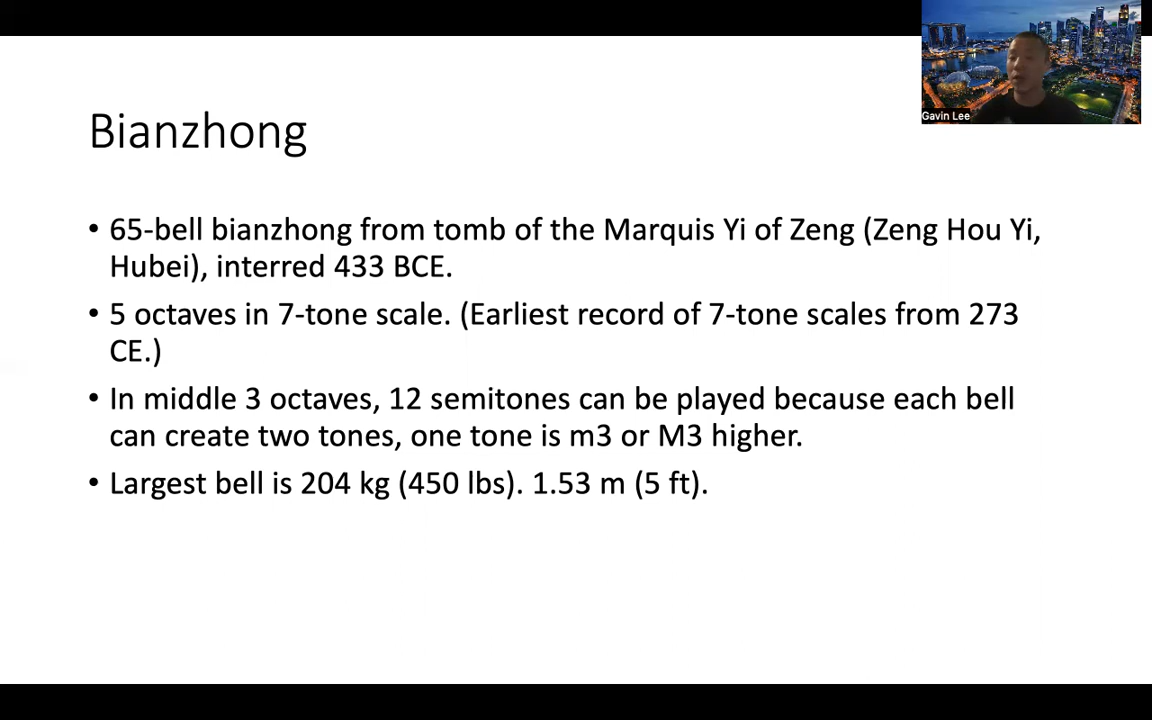 Gavin Lee
Bianzhong
• 65-bell bianzhong from tomb of the Marquis Yi of Zeng (Zeng Hou Yi,
Hubei), interred 433 BCE.
• 5 octaves in 7-tone scale. (Earliest record of 7-tone scales from 273
CE.)
• In middle 3 octaves, 12 semitones can be played because each bell
can create two tones, one tone is m3 or M3 higher.
• Largest bell is 204 kg (450 lbs). 1.53 m (5 ft).